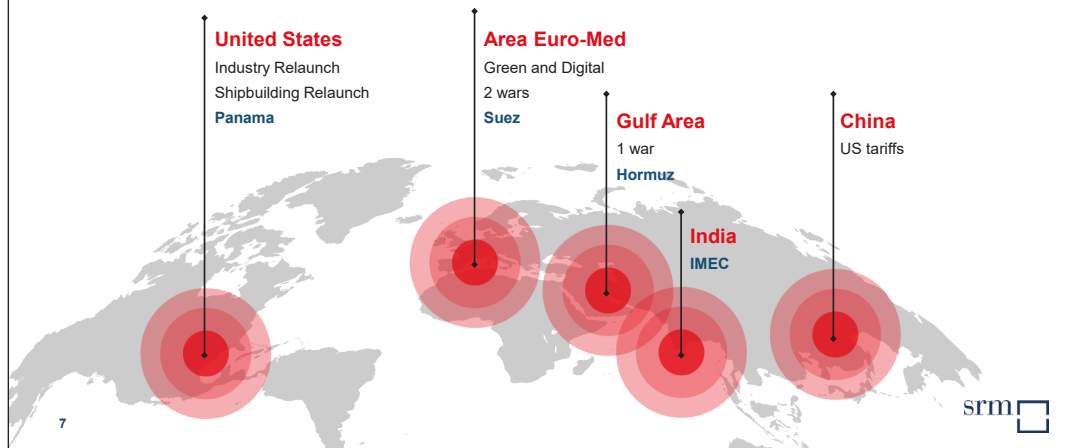 United States
Industry Relaunch
Shipbuilding Relaunch
Panama
Area Euro-Med
Green and Digital
2 wars
Suez
Gulf Area
1 war
Hormuz
India
IMEC
China
US tariffs
7
srm